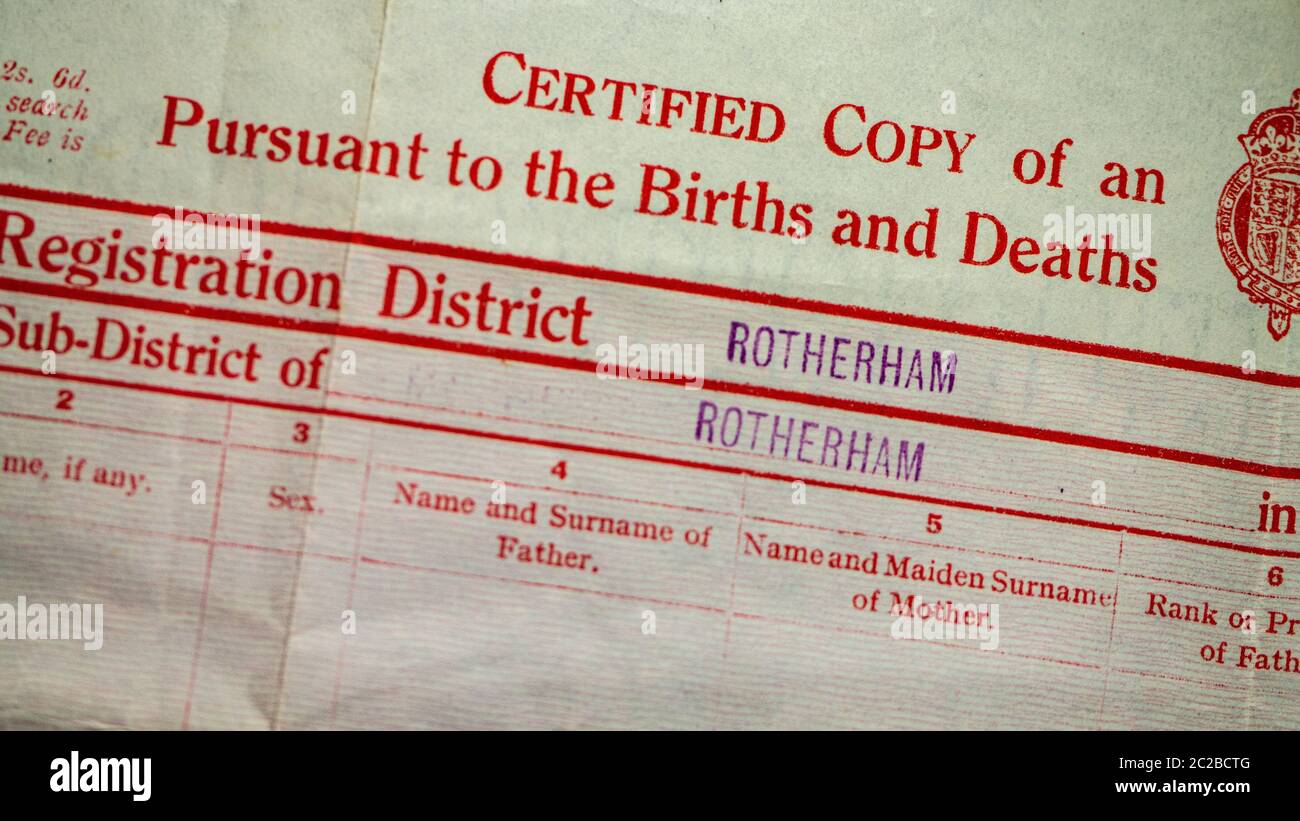 CERTIFIED COPY of an
2s. 6d.
search
Fee is
Pursuant to the Births and Deaths
Registration District ROTHERHAM
Sub-District of ROTHERHAM in
2 3 4 5 6
me, if any.
Sex.
Name and Surname of
Father.
Name and Maiden Surname
of Mother.
Rank or Pr
of Fath
alamy
Image ID: 2C2BCTG
www.alamy.com